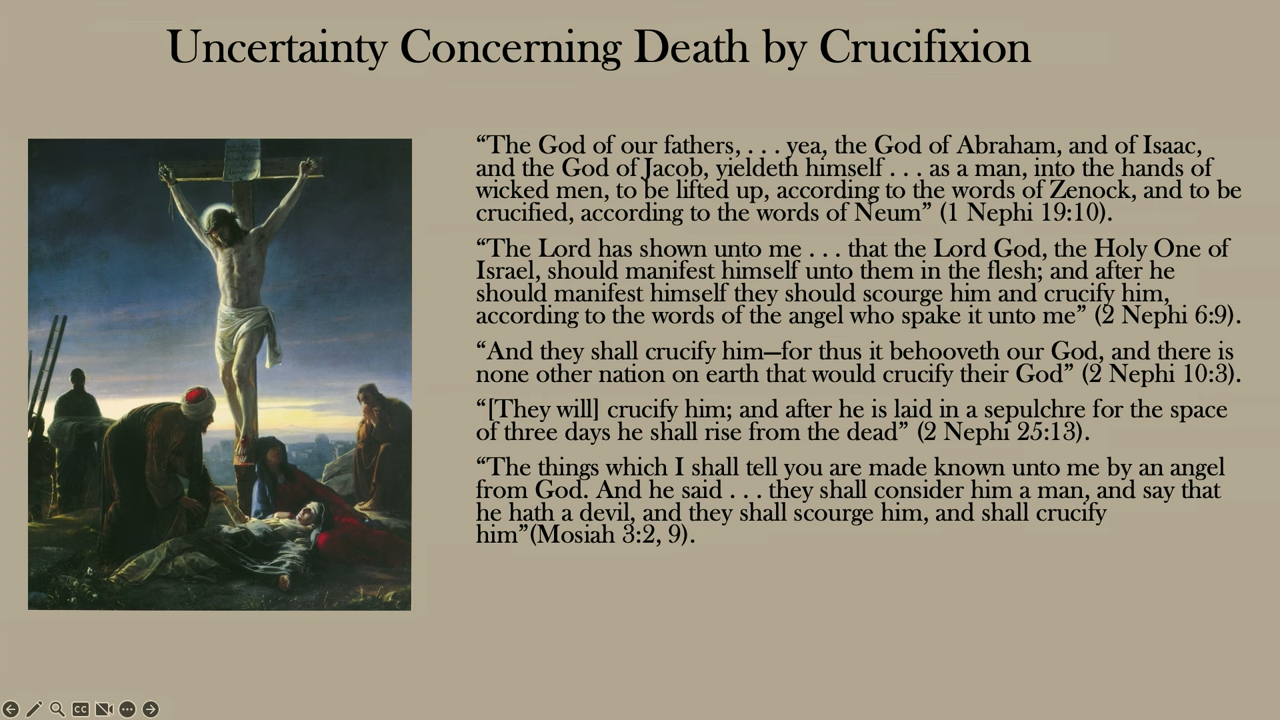 Uncertainty Concerning Death by Crucifixion
“The God of our fathers, . . . yea, the God of Abraham, and of Isaac,
and the God of Jacob, yieldeth himself . . . as a man, into the hands of
wicked men, to be lifted up, according to the words of Zenock, and to be
crucified, according to the words of Neum” (1 Nephi 19:10).
“The Lord has shown unto me . . . that the Lord God, the Holy One of
Israel, should manifest himself unto them in the flesh; and after he
should manifest himself they should scourge him and crucify him,
according to the words of the angel who spake it unto me” (2 Nephi 6:9).
“And they shall crucify him—for thus it behooveth our God, and there is
none other nation on earth that would crucify their God” (2 Nephi 10:3).
“[They will] crucify him; and after he is laid in a sepulchre for the space
of three days he shall rise from the dead” (2 Nephi 25:13).
“The things which I shall tell you are made known unto me by an angel
from God. And he said . . . they shall consider him a man, and say that
he hath a devil, and they shall scourge him, and shall crucify
him”(Mosiah 3:2, 9).
CC